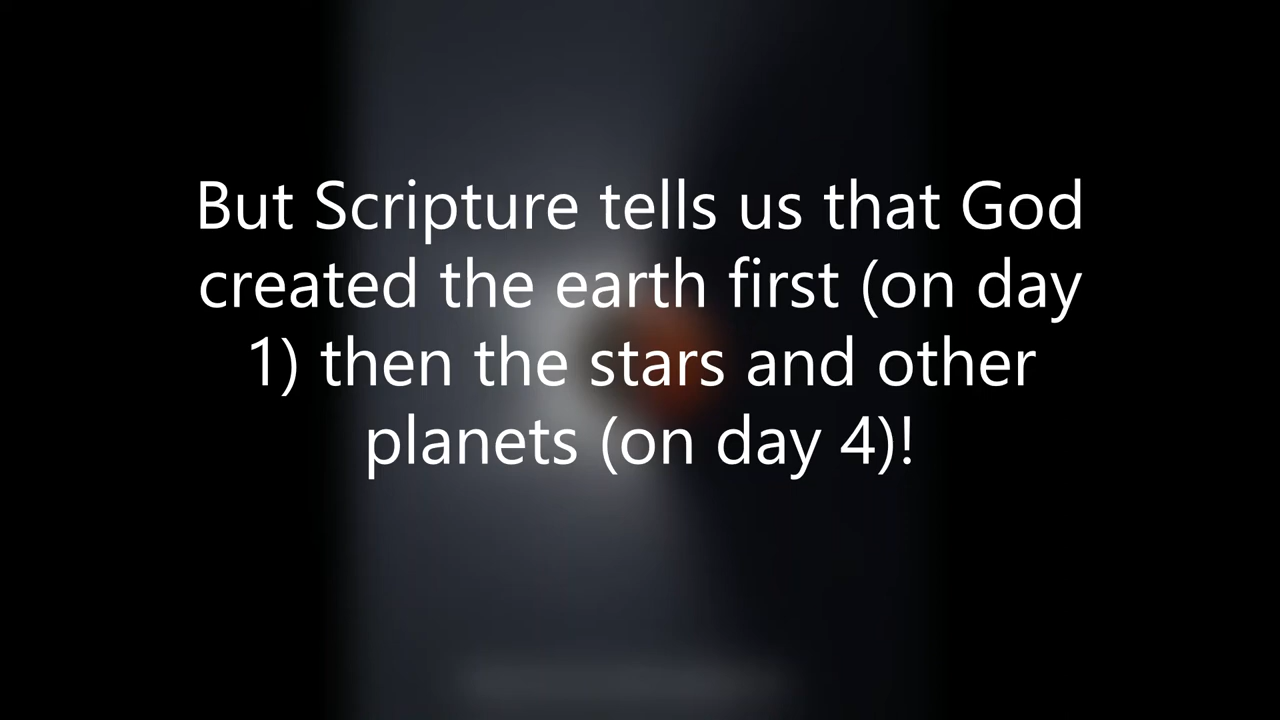 But Scripture tells us that God
created the earth first (on day
1) then the stars and other
planets (on day 4)!